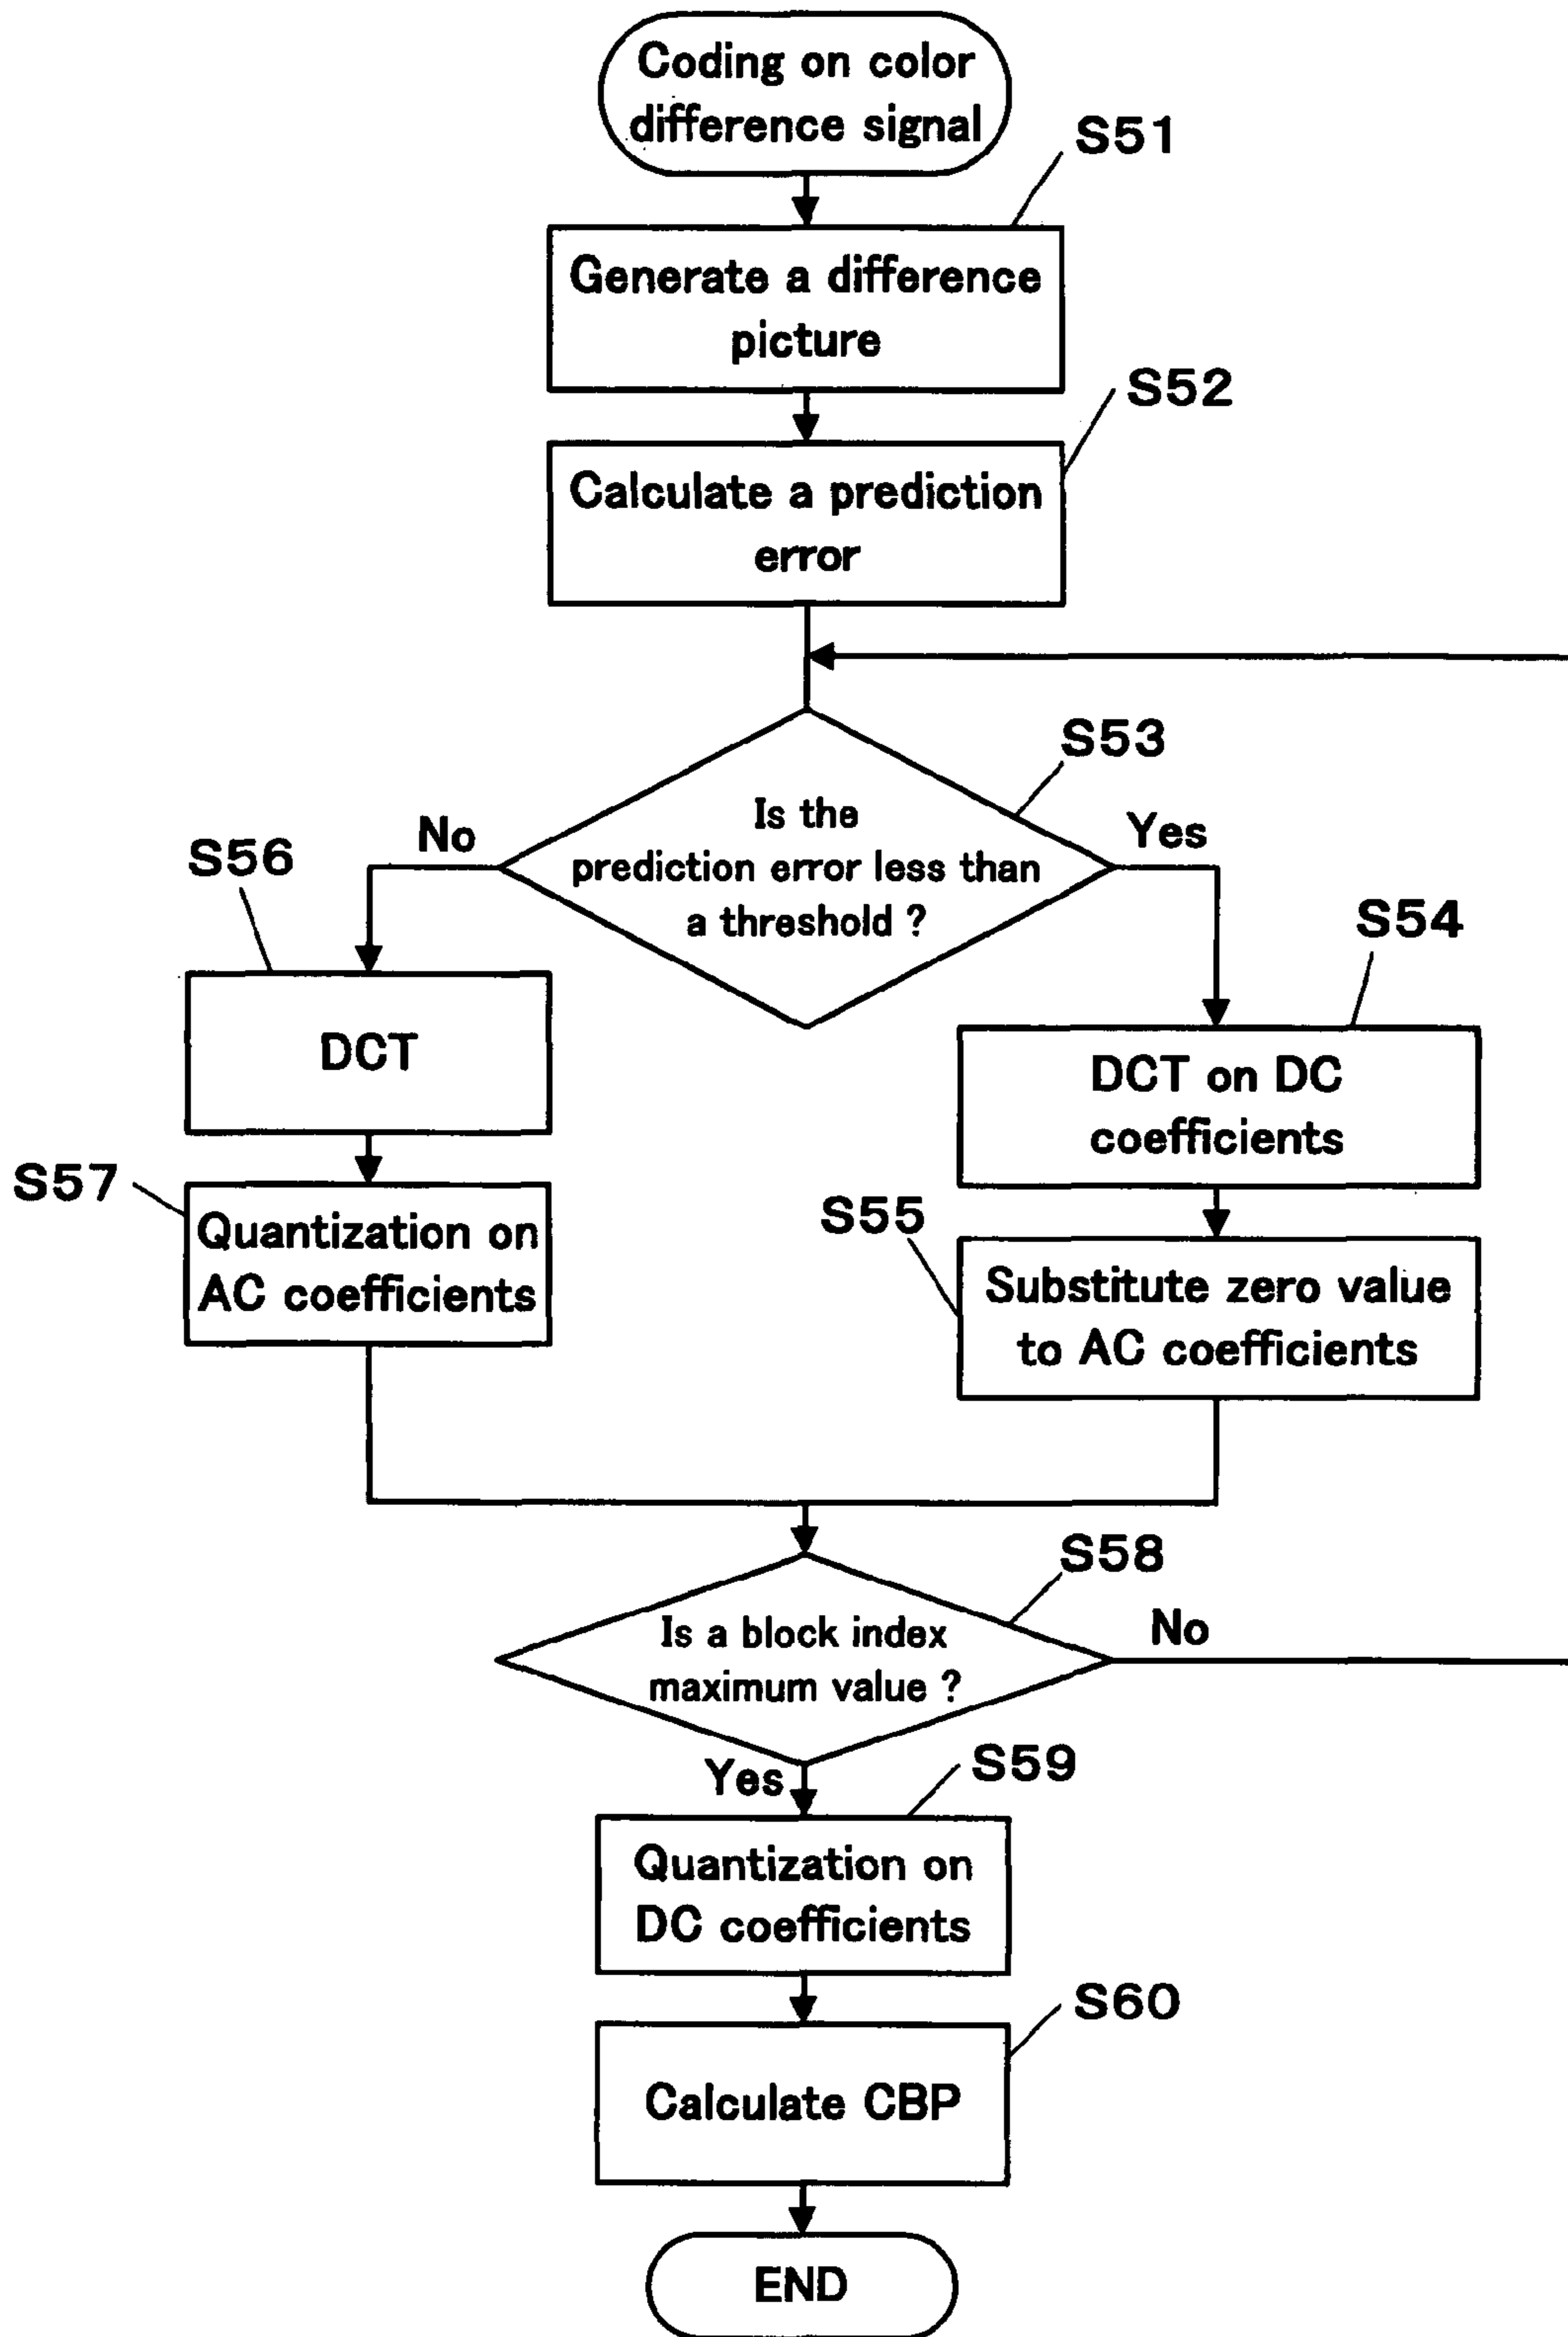 Coding on color
difference signal
S51
Generate a difference
picture
S52
Calculate a prediction
error
S53
Is the
prediction error less than
a threshold ?
No
Yes
S56
DCT
S54
DCT on DC
coefficients
S57
Quantization on
AC coefficients
S55
Substitute zero value
to AC coefficients
S58
Is a block index
maximum value ?
No
Yes
S59
Quantization on
DC coefficients
S60
Calculate CBP
END